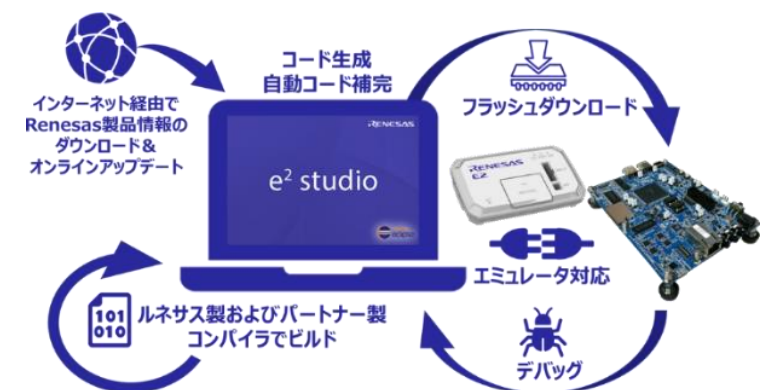 コード生成
自動コード補完
インターネット経由で
Renesas製品情報の
ダウンロード＆
オンラインアップデート
フラッシュダウンロード
RENESAS
e² studio
RENESAS
E2
エミュレータ対応
101
010
ルネサス製およびパートナー製
コンパイラでビルド
デバッグ